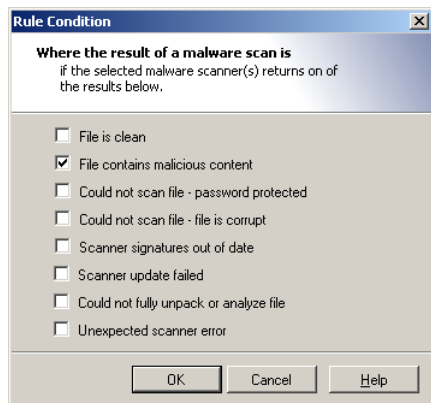 Rule Condition
Where the result of a malware scan is
if the selected malware scanner(s) returns on of
the results below.
File is clean
File contains malicious content
Could not scan file - password protected
Could not scan file - file is corrupt
Scanner signatures out of date
Scanner update failed
Could not fully unpack or analyze file
Unexpected scanner error
OK Cancel Help